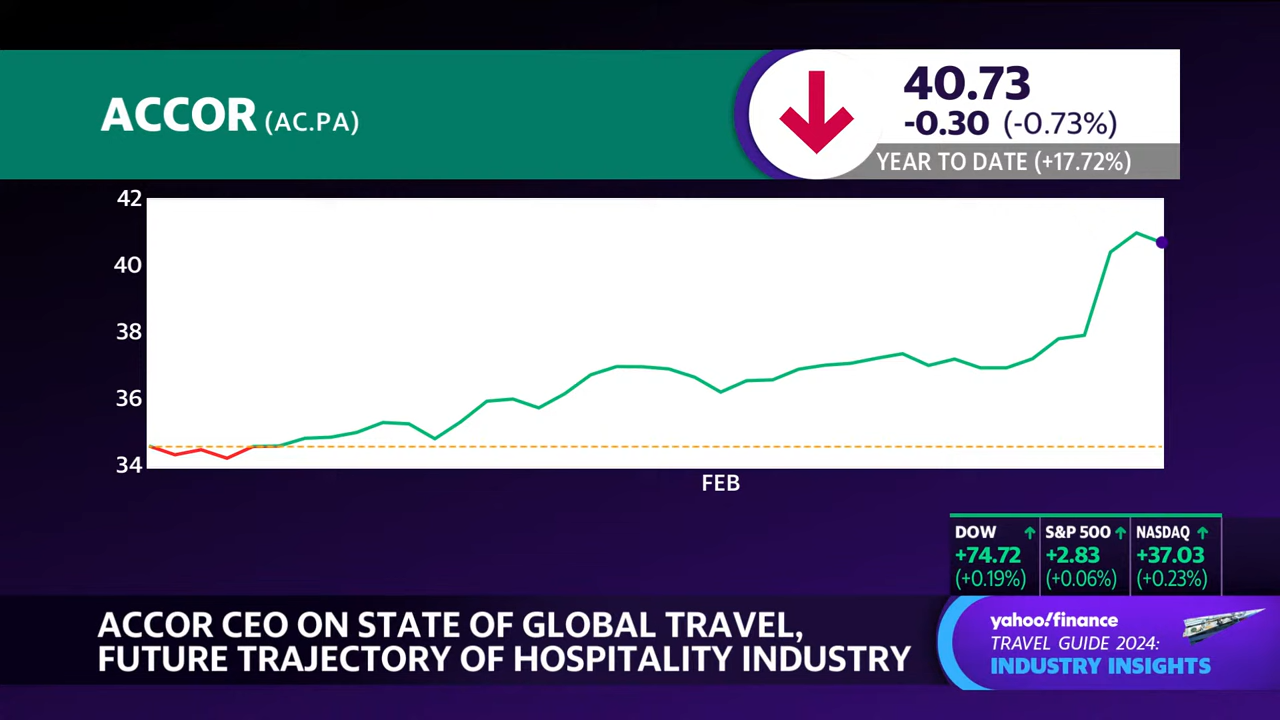 ACCOR (AC.PA)
40.73
-0.30 (-0.73%)
YEAR TO DATE (+17.72%)
42
40
38
36
34
FEB
DOW
+74.72
(+0.19%)
S&P 500
+2.83
(+0.06%)
NASDAQ
+37.03
(+0.23%)
ACCOR CEO ON STATE OF GLOBAL TRAVEL,
FUTURE TRAJECTORY OF HOSPITALITY INDUSTRY
yahoo!finance
TRAVEL GUIDE 2024:
INDUSTRY INSIGHTS